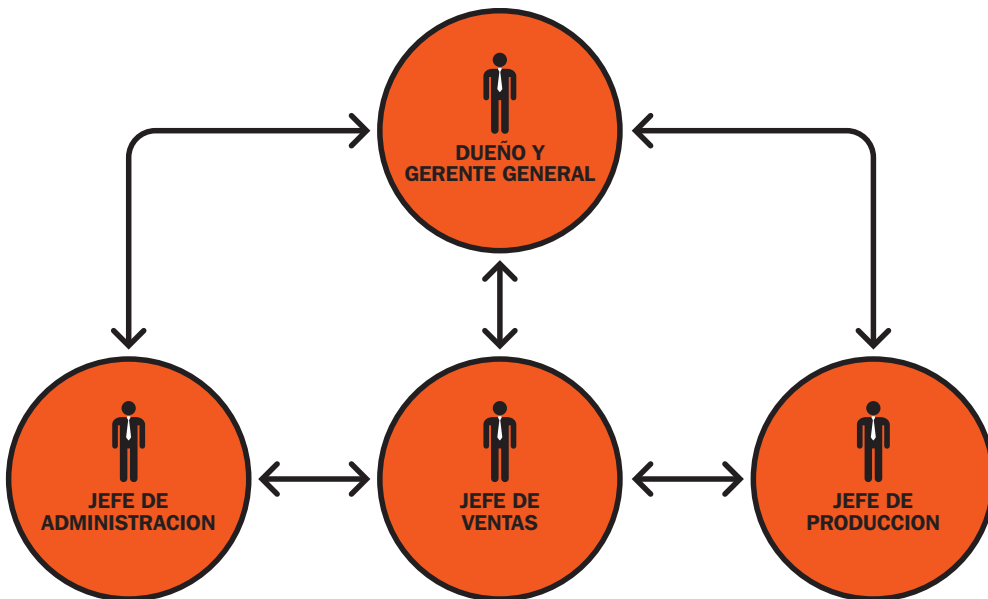 DUEÑO Y
GERENTE GENERAL
JEFE DE
ADMINISTRACION
JEFE DE
VENTAS
JEFE DE
PRODUCCION